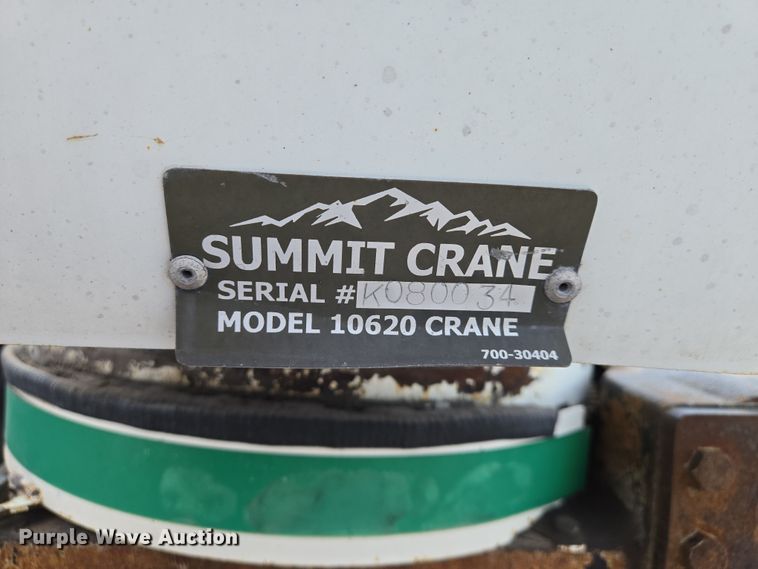 SUMMIT CRANE
SERIAL # K080034
MODEL 10620 CRANE
700-30404
Purple Wave Auction